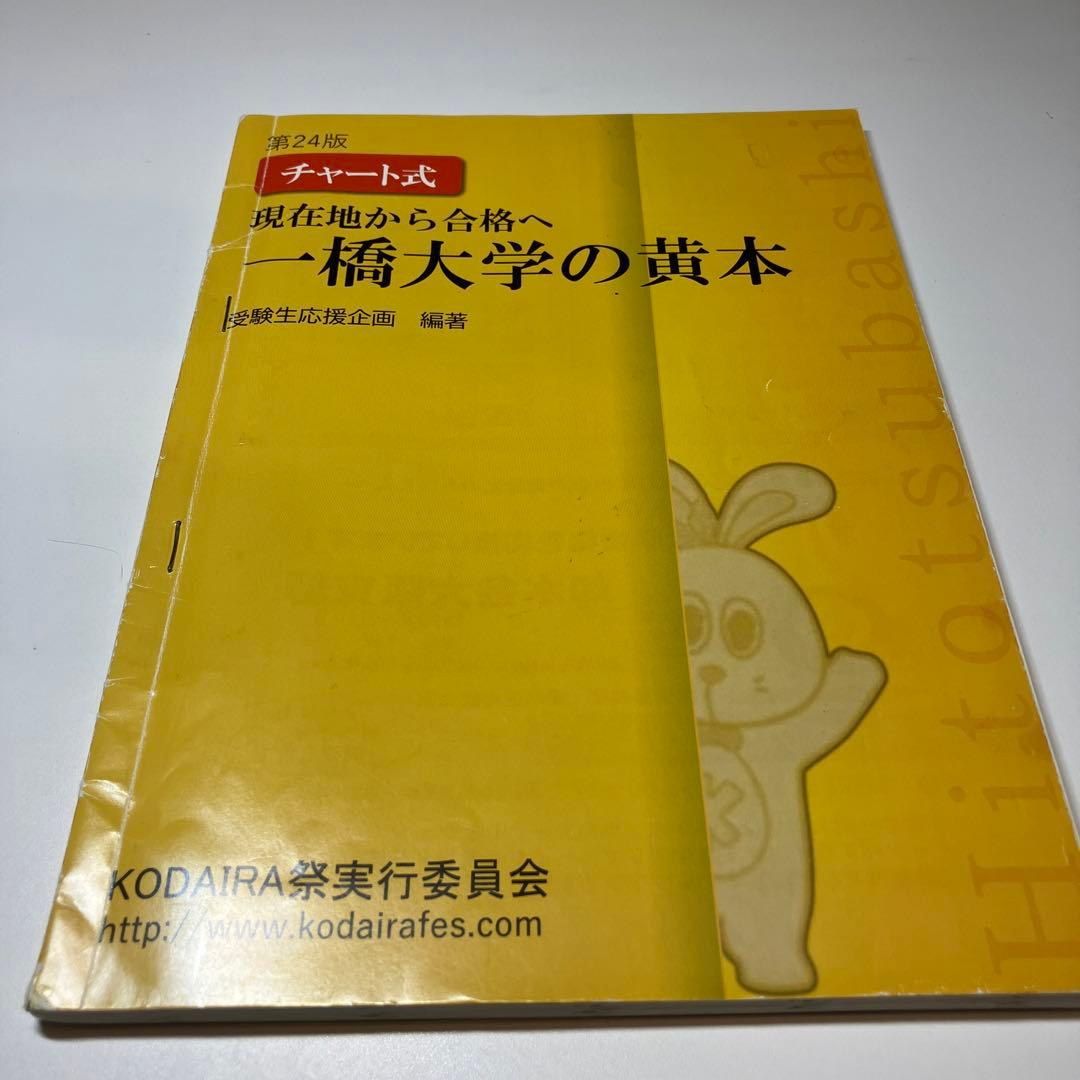 第24版
チャート式
現在地から合格へ
一橋大学の黄本
受験生応援企画 編著
Hitotsubashi
KODAIRA祭実行委員会
http://www.kodairafes.com